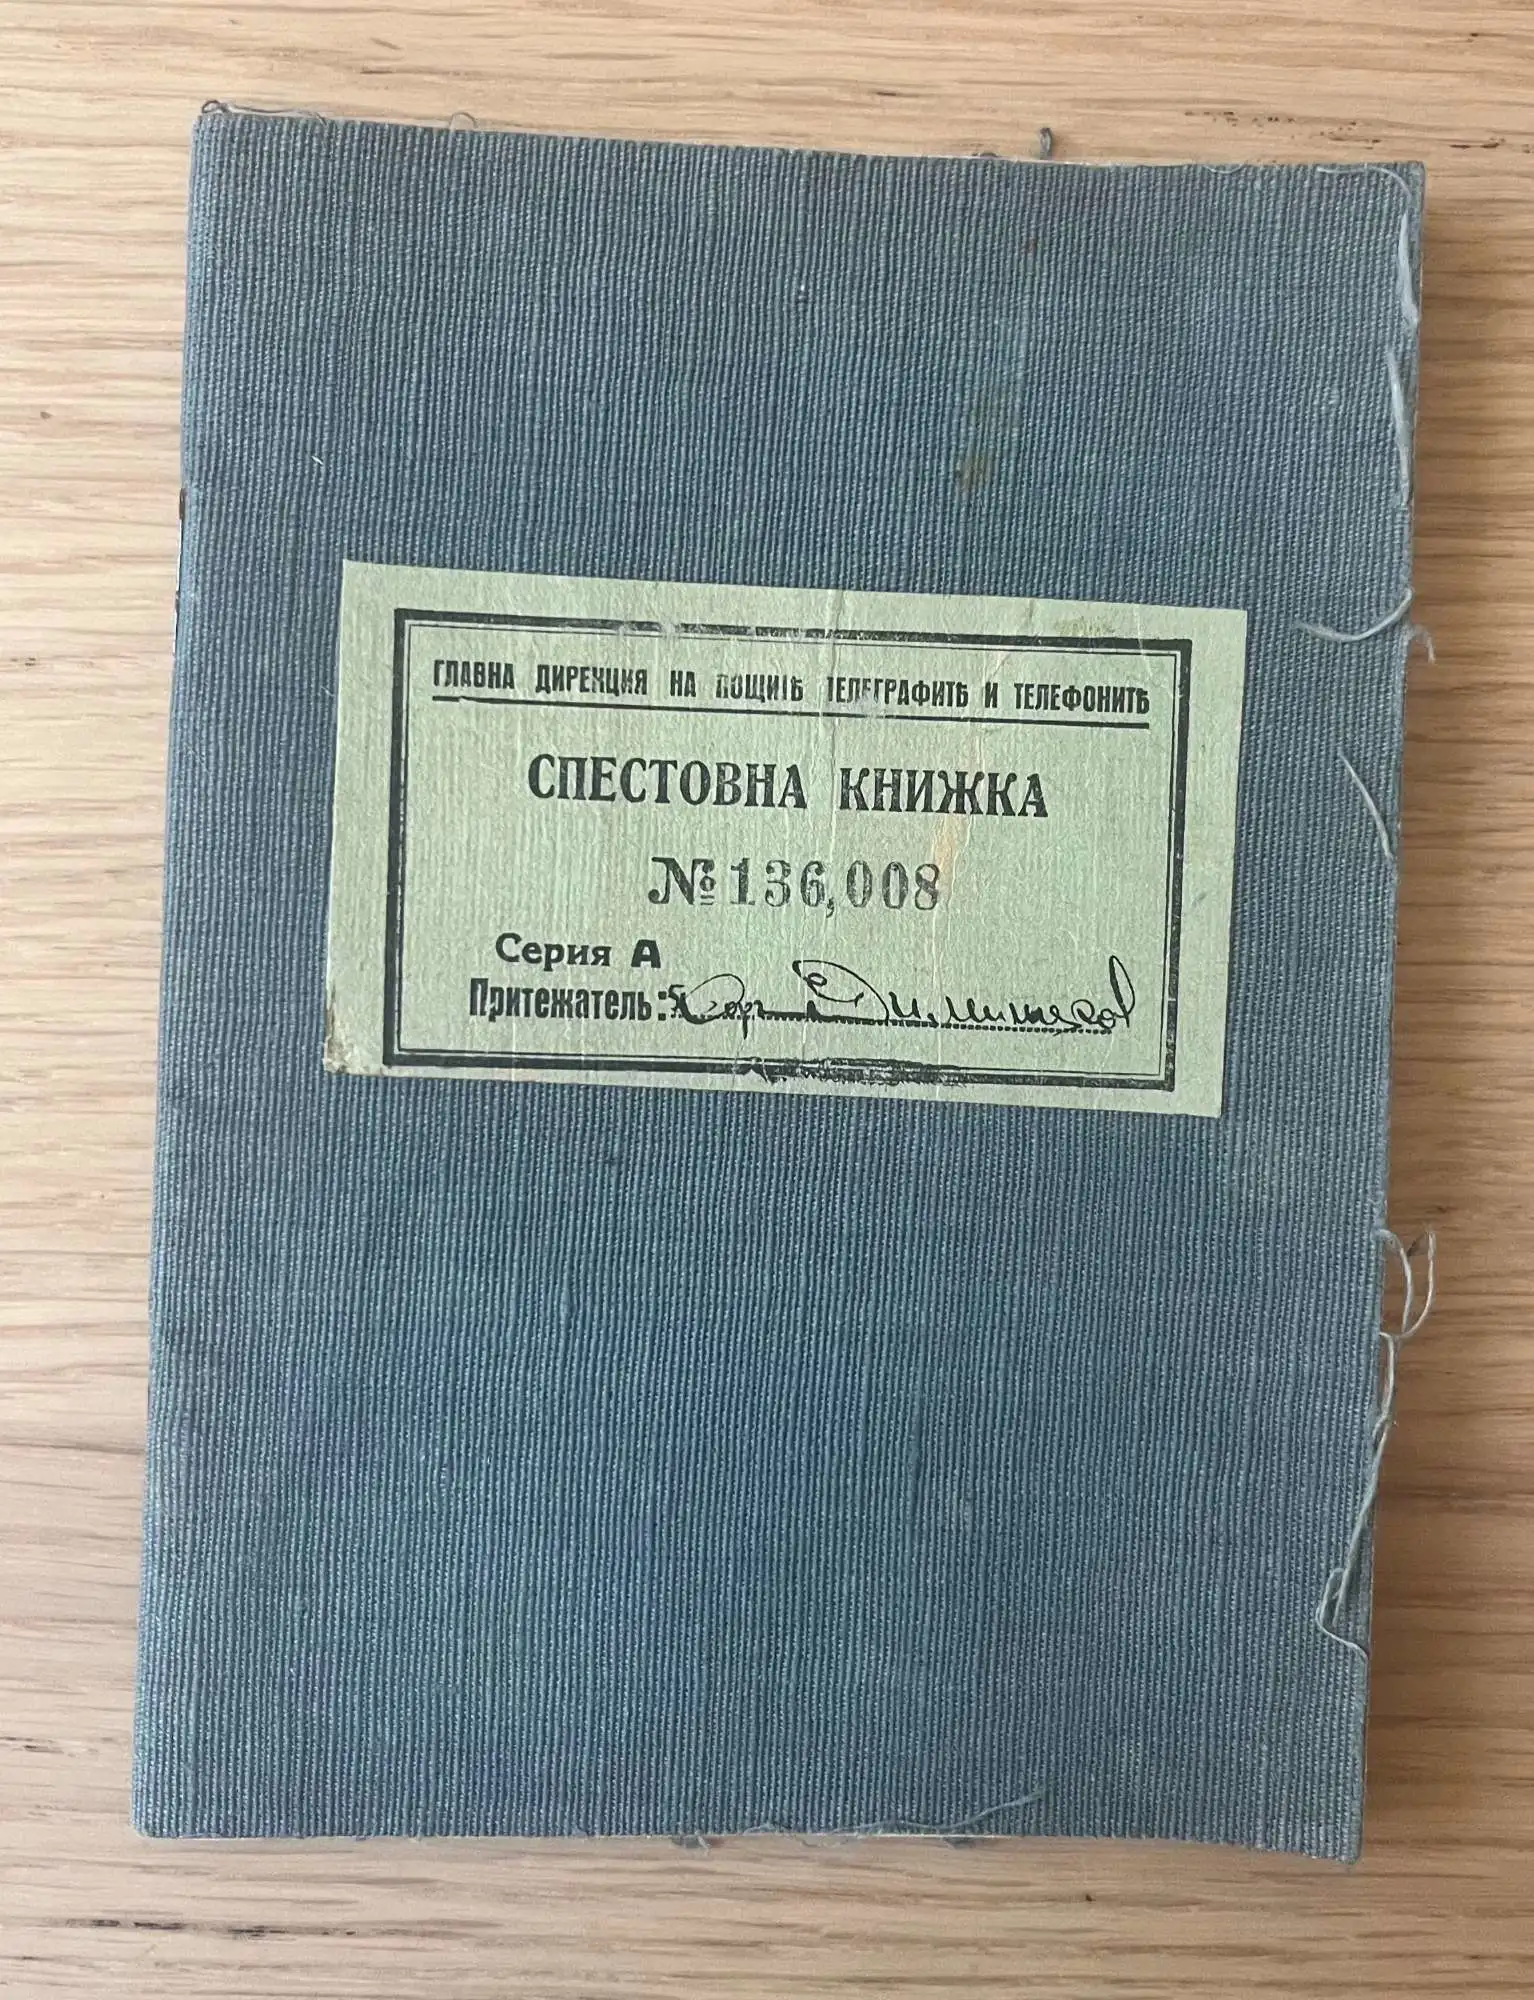 ГЛАВНА ДИРЕКЦИЯ НА ПОЩИТѢ ТЕЛЕГРАФИТѢ И ТЕЛЕФОНИТѢ
СПЕСТОВНА КНИЖКА
№ 136,008
Серия А
Притежатель: